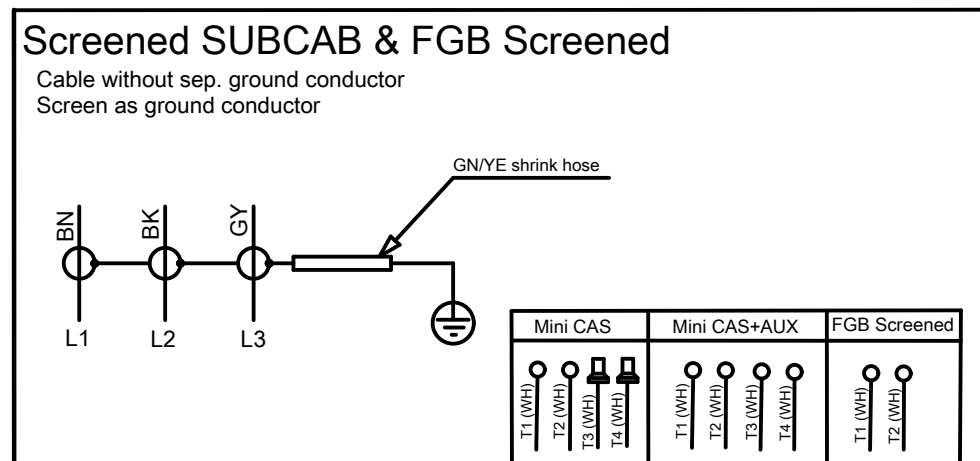 Screened SUBCAB & FGB Screened
Cable without sep. ground conductor
Screen as ground conductor
GN/YE shrink hose
BN
BK
GY
L1
L2
L3
Mini CAS
Mini CAS+AUX
FGB Screened
T1 (WH)
T2 (WH)
T3 (WH)
T4 (WH)
T1 (WH)
T2 (WH)
T3 (WH)
T4 (WH)
T1 (WH)
T2 (WH)